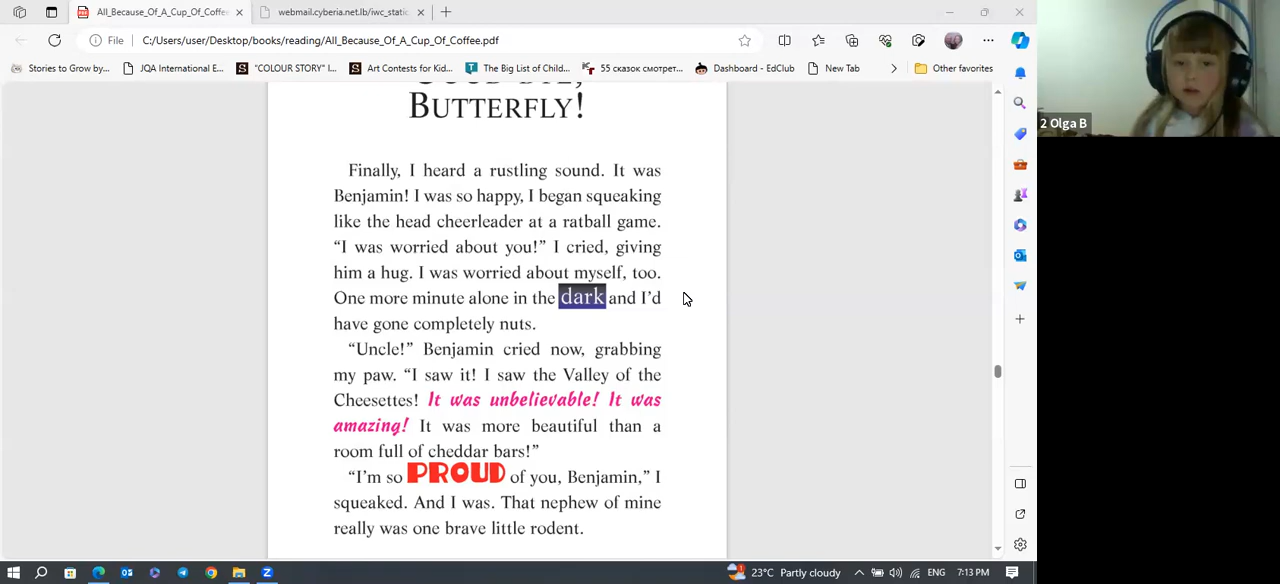 All_Because_Of_A_Cup_Of_Coffee
webmail.cyberia.net.lb/iwc_static
File C:/Users/user/Desktop/books/reading/All_Because_Of_A_Cup_Of_Coffee.pdf
Stories to Grow by... JQA International E... "COLOUR STORY" I... Art Contests for Kid... The Big List of Child... 55 сказок смотрет... Dashboard - EdClub New Tab Other favorites
BUTTERFLY!
Finally, I heard a rustling sound. It was
Benjamin! I was so happy, I began squeaking
like the head cheerleader at a ratball game.
“I was worried about you!” I cried, giving
him a hug. I was worried about myself, too.
One more minute alone in the dark and I’d
have gone completely nuts.
“Uncle!” Benjamin cried now, grabbing
my paw. “I saw it! I saw the Valley of the
Cheesettes! It was unbelievable! It was
amazing! It was more beautiful than a
room full of cheddar bars!”
“I’m so PROUD of you, Benjamin,” I
squeaked. And I was. That nephew of mine
really was one brave little rodent.
2 Olga B
23°C Partly cloudy ENG 7:13 PM